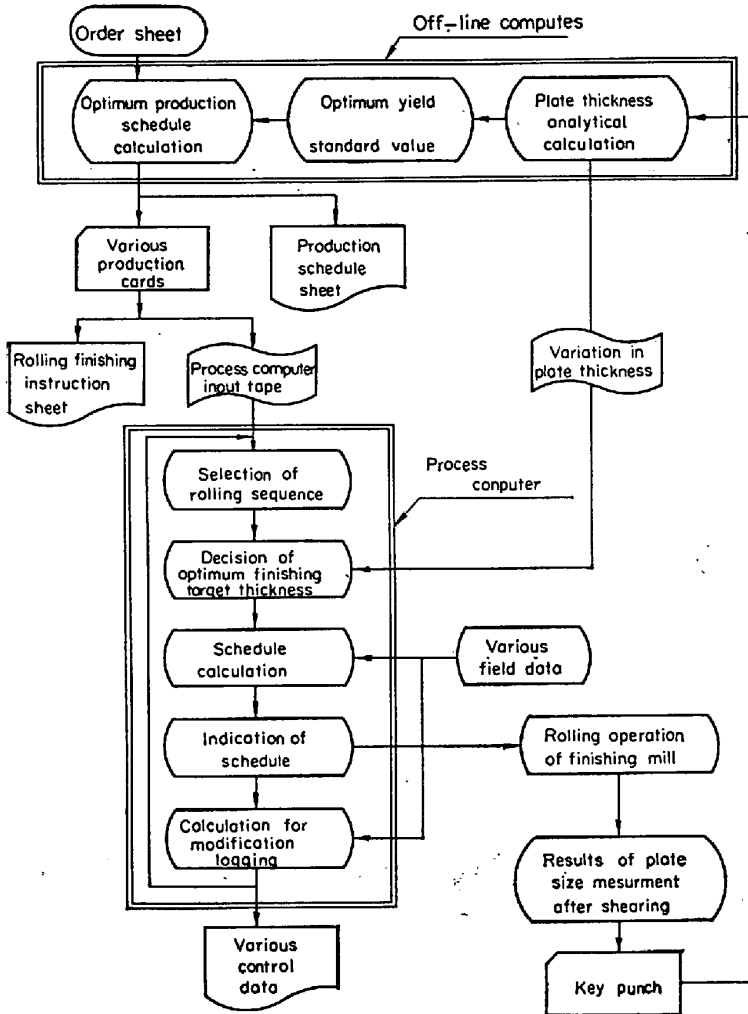 Order sheet
Off-line computes
Optimum production
schedule
calculation
Optimum yield
standard value
Plate thickness
analytical
calculation
Various
production
cards
Production
schedule
sheet
Rolling finishing
instruction
sheet
Process computer
input tape
Variation in
plate thickness
Process
conputer
Selection of
rolling sequence
Decision of
optimum finishing
target thickness
Schedule
calculation
Various
field data
Indication of
schedule
Rolling operation
of finishing mill
Calculation for
modification
logging
Results of plate
size mesurment
after shearing
Various
control
data
Key punch